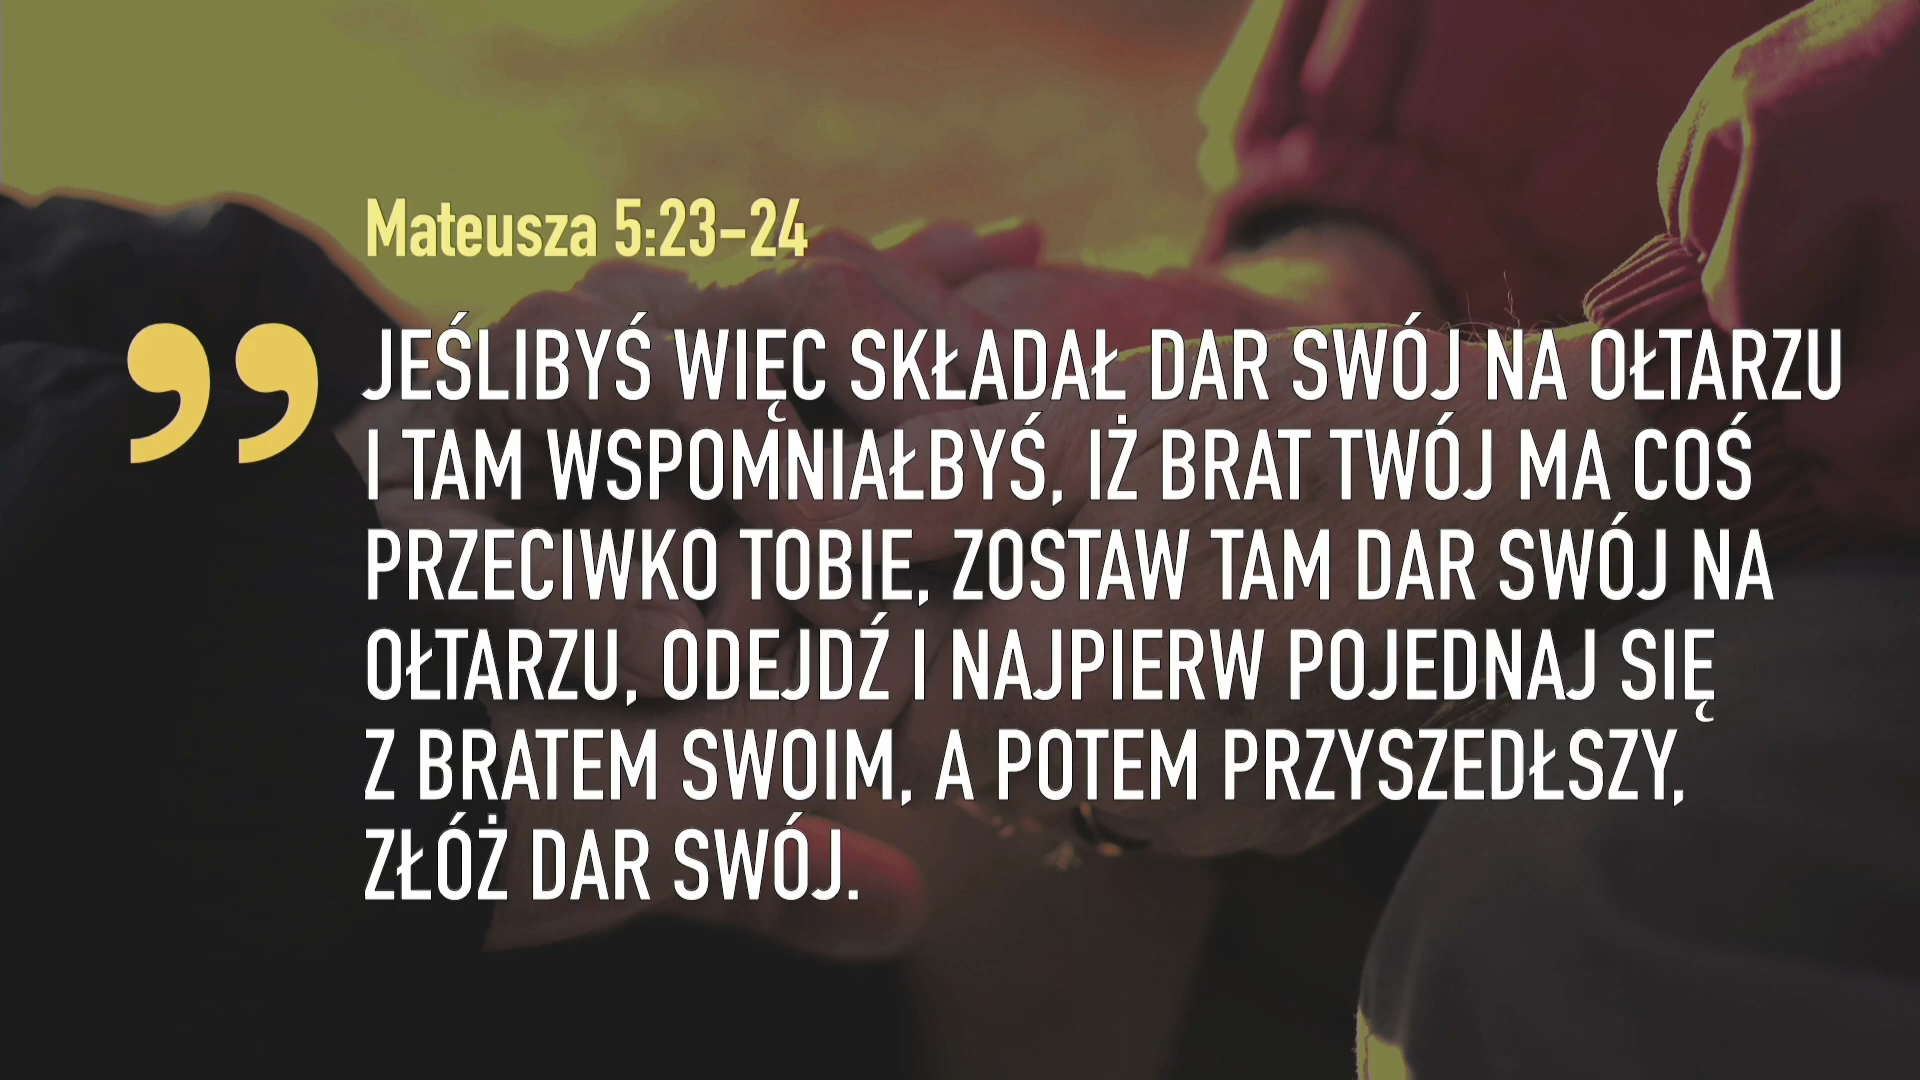 Mateusza 5:23–24
” JEŚLIBYŚ WIĘC SKŁADAŁ DAR SWÓJ NA OŁTARZU
I TAM WSPOMNIAŁBYŚ, IŻ BRAT TWÓJ MA COŚ
PRZECIWKO TOBIE, ZOSTAW TAM DAR SWÓJ NA
OŁTARZU, ODEJDŹ I NAJPIERW POJEDNAJ SIĘ
Z BRATEM SWOIM, A POTEM PRZYSZEDŁSZY,
ZŁÓŻ DAR SWÓJ.